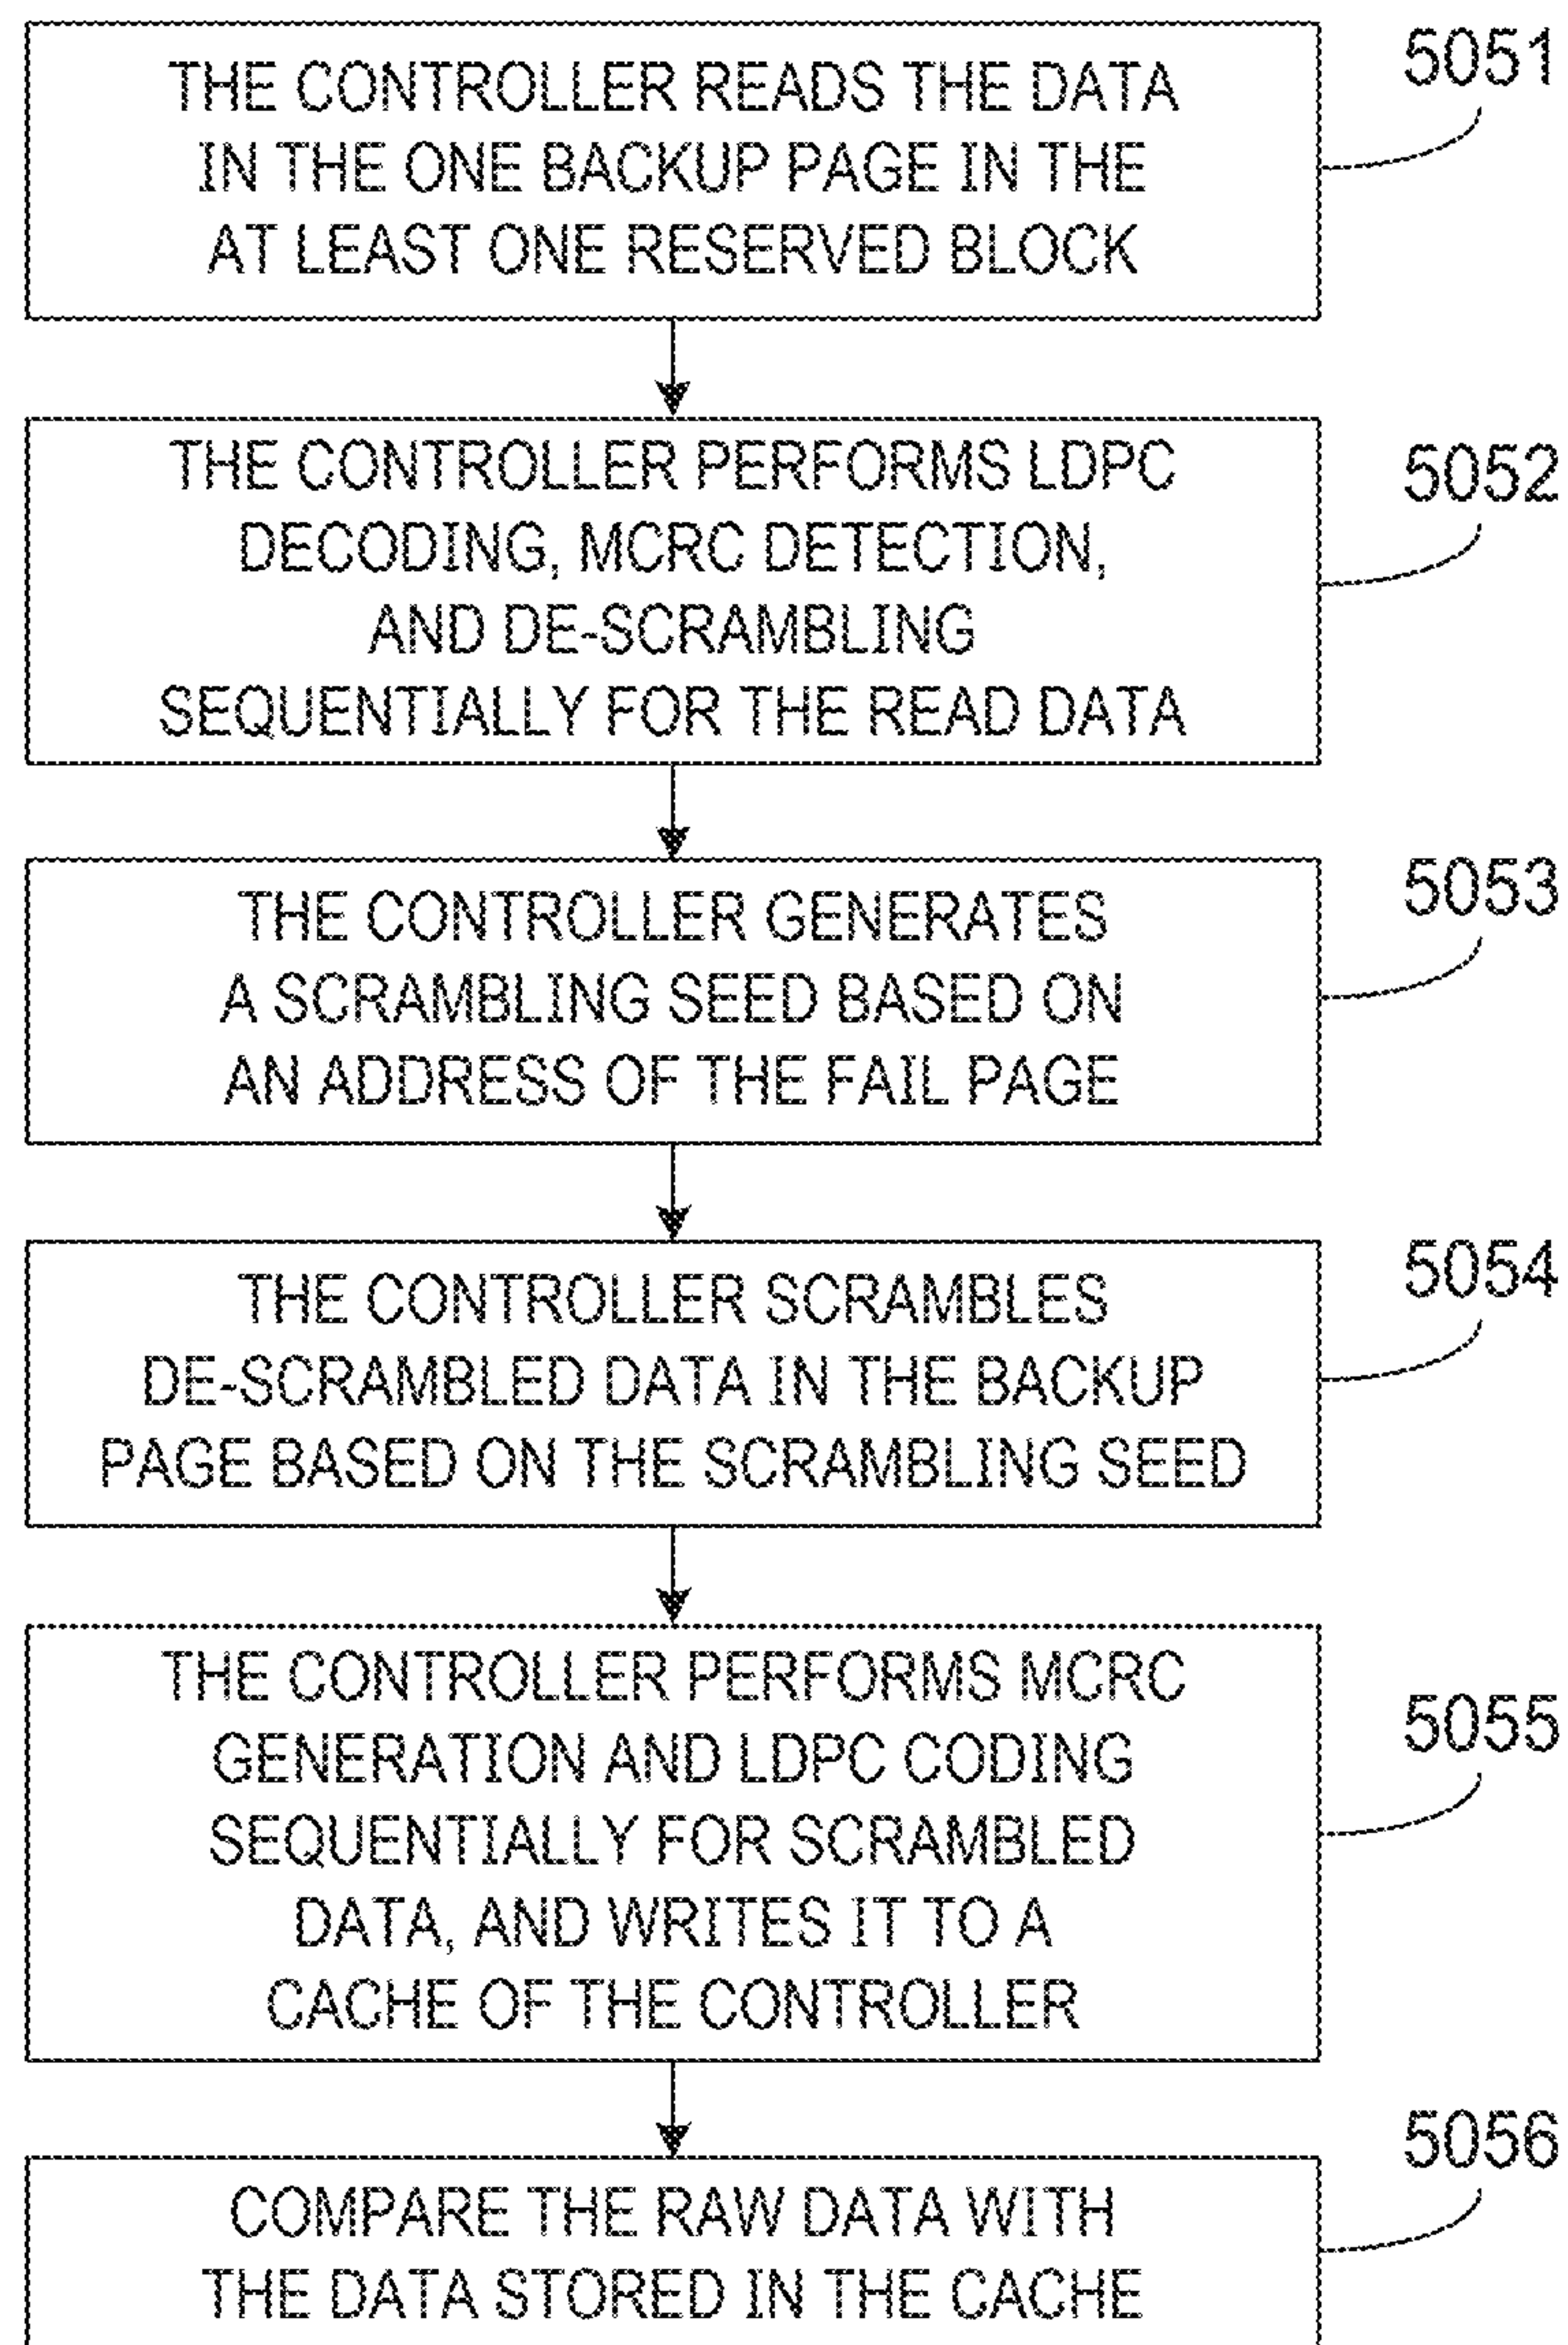 THE CONTROLLER READS THE DATA
IN THE ONE BACKUP PAGE IN THE
AT LEAST ONE RESERVED BLOCK
5051
THE CONTROLLER PERFORMS LDPC
DECODING, MCRC DETECTION,
AND DE-SCRAMBLING
SEQUENTIALLY FOR THE READ DATA
5052
THE CONTROLLER GENERATES
A SCRAMBLING SEED BASED ON
AN ADDRESS OF THE FAIL PAGE
5053
THE CONTROLLER SCRAMBLES
DE-SCRAMBLED DATA IN THE BACKUP
PAGE BASED ON THE SCRAMBLING SEED
5054
THE CONTROLLER PERFORMS MCRC
GENERATION AND LDPC CODING
SEQUENTIALLY FOR SCRAMBLED
DATA, AND WRITES IT TO A
CACHE OF THE CONTROLLER
5055
COMPARE THE RAW DATA WITH
THE DATA STORED IN THE CACHE
5056